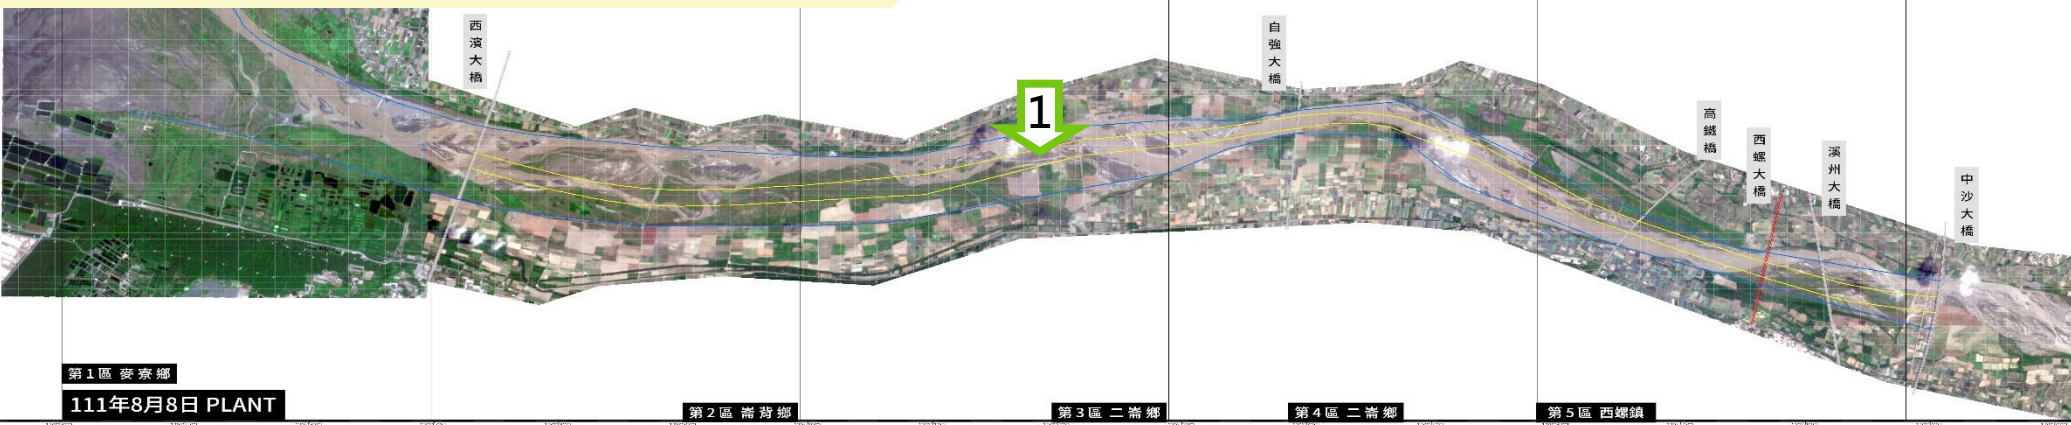 西濱大橋
1
自強大橋
高鐵橋
西螺大橋
溪州大橋
中沙大橋
第1區 麥寮鄉
111年8月8日 PLANT
第2區 崙背鄉
第3區 二崙鄉
第4區 二崙鄉
第5區 西螺鎮